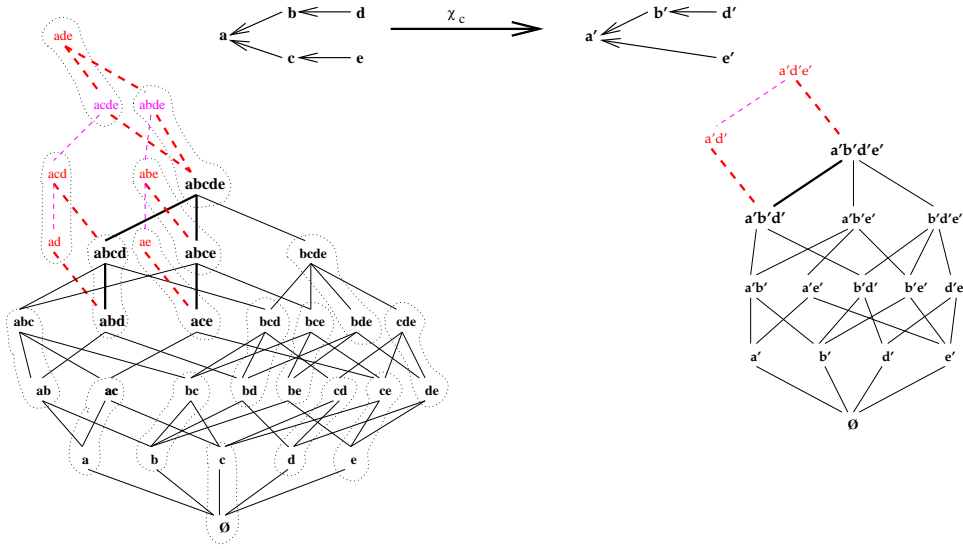 b d χ c b' d'
a a'
c e e'
ade
acde abde
a'd'e'
a'd'
acd abe abcde a'b'd'e'
ad abcd ae abce bcde a'b'd' a'b'e' b'd'e'
abc abd ace bcd bce bde cde a'b' a'e' b'd' b'e' d'e
ab ac bc bd be cd ce de a' b' d' e'
a b c d e Ø
Ø